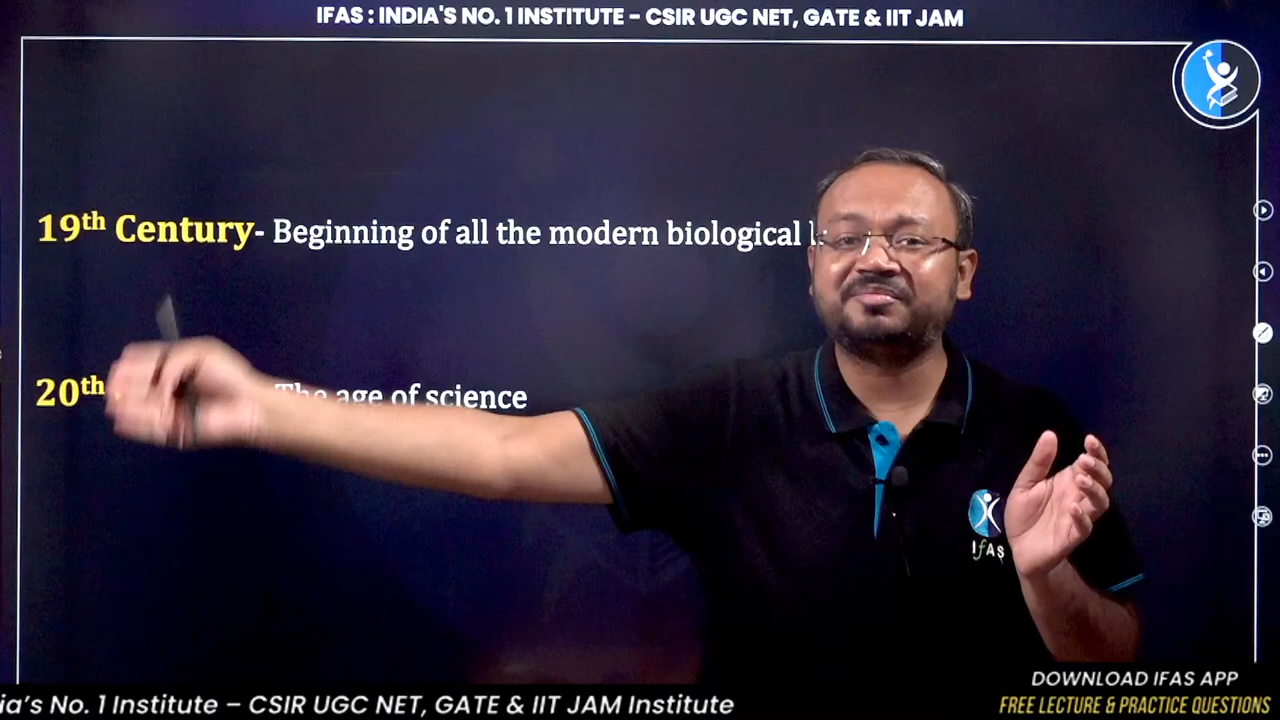 IFAS : INDIA'S NO. 1 INSTITUTE – CSIR UGC NET, GATE & IIT JAM
19th Century- Beginning of all the modern biological
20th The age of science
IfAS
DOWNLOAD IFAS APP
ia's No. 1 Institute – CSIR UGC NET, GATE & IIT JAM Institute
FREE LECTURE & PRACTICE QUESTIONS